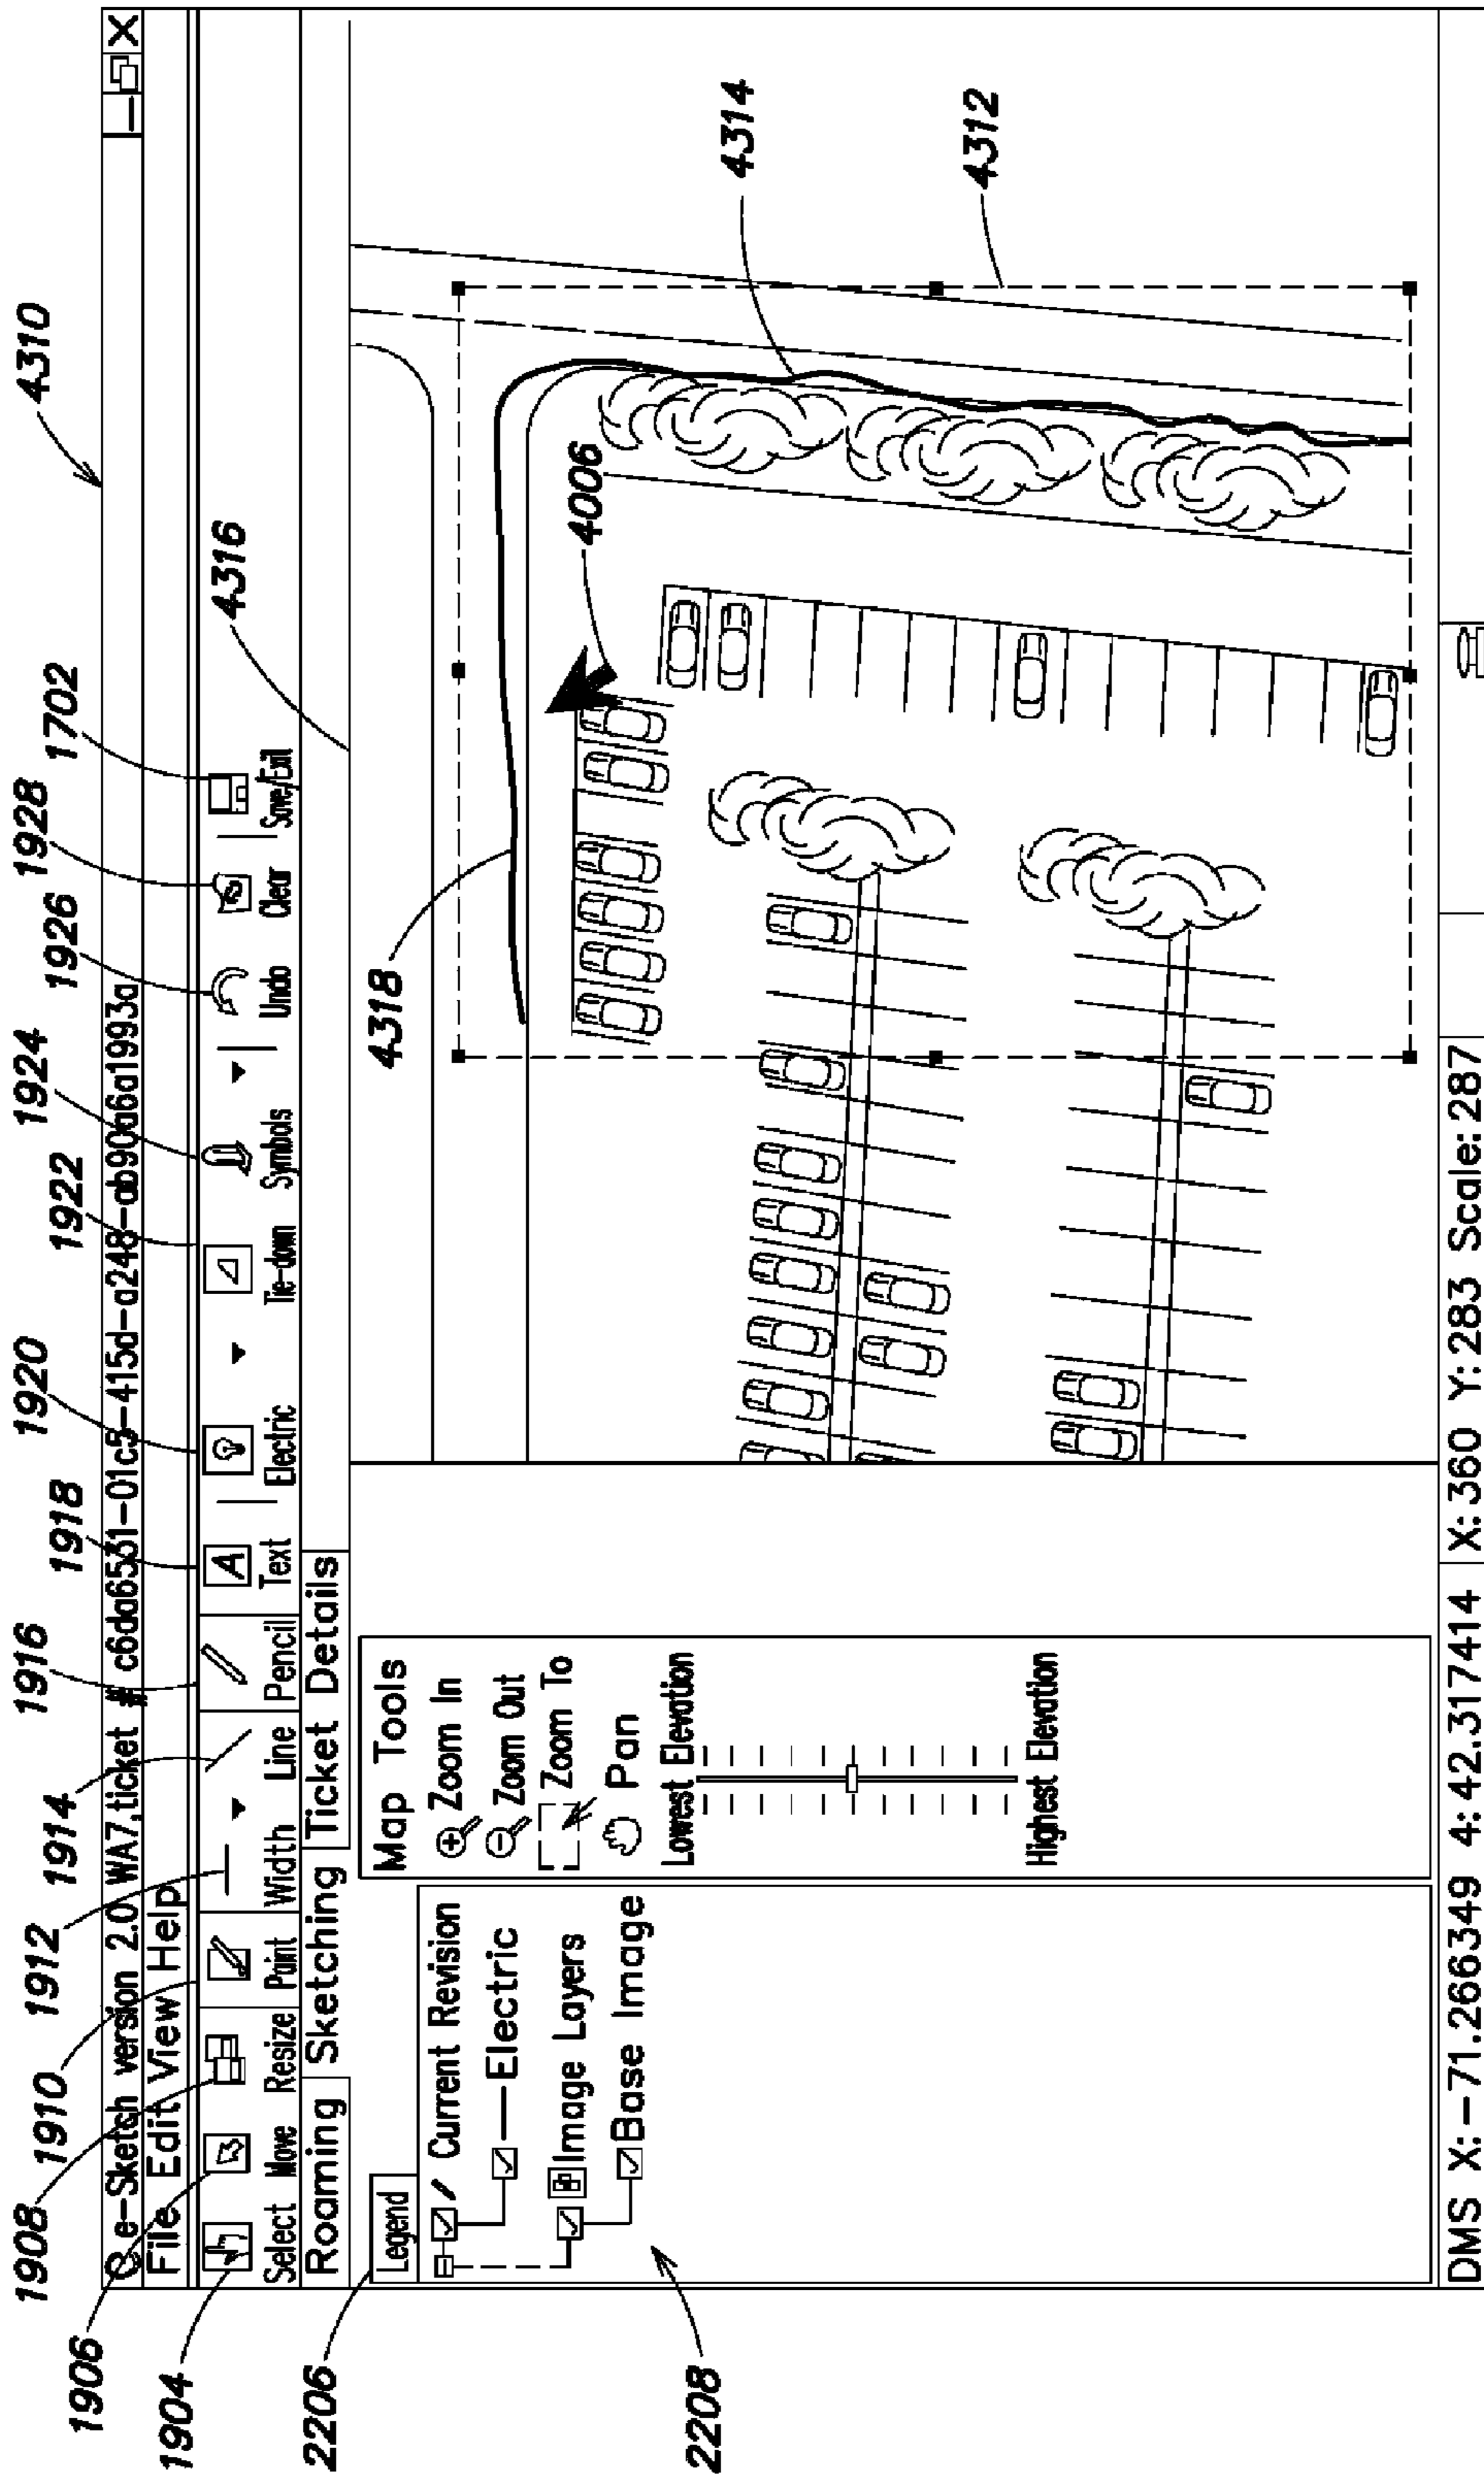 4310
1908 1910 1912 1914 1916 1918 1920 1922 1924 1926 1928 1702
1906
1904
e-Sketch version 2.0 WA7,ticket # c6da6531-01c5-415d-a248-ab90a6a1993a
File Edit View Help
Select Move Resize Paint Width Line Pencil Text Electric Tie-down Symbols Undo Clear Save/Exit
4316
Roaming Sketching Ticket Details
2206
Legend
Current Revision
Electric
Image Layers
Base Image
2208
Map Tools
Zoom In
Zoom Out
Zoom To
Pan
Lowest Elevation
Highest Elevation
4318
4006
4314
4312
DMS X:-71.266349 4:42.317414 X:360 Y:283 Scale:287